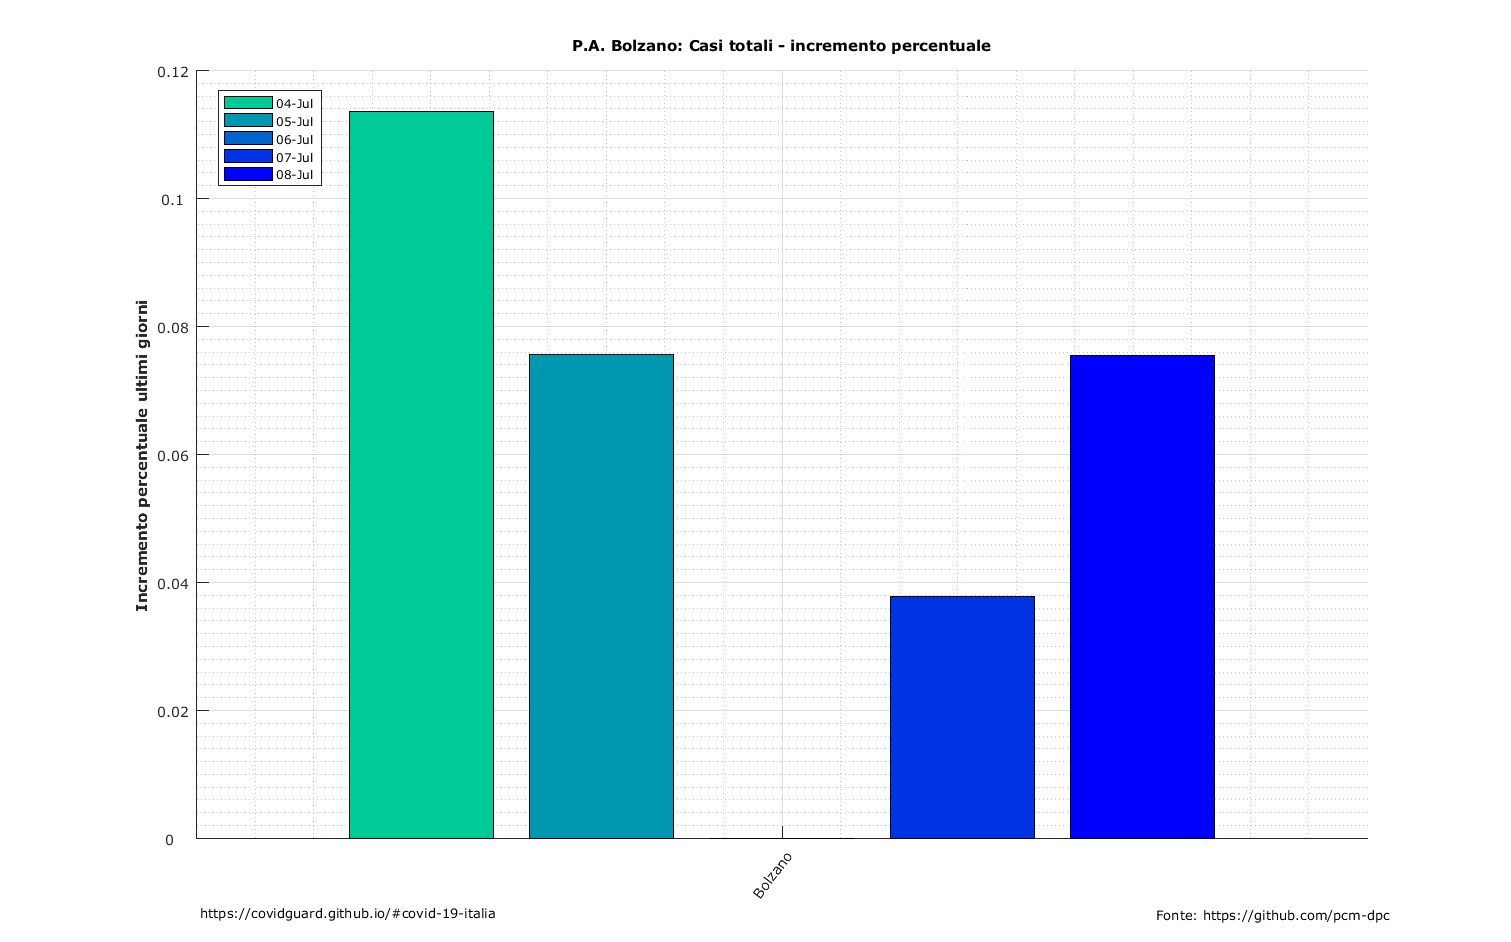 P.A. Bolzano: Casi totali - incremento percentuale
0.12
0.1
0.08
0.06
0.04
0.02
0
Incremento percentuale ultimi giorni
04-Jul
05-Jul
06-Jul
07-Jul
08-Jul
Bolzano
https://covidguard.github.io/#covid-19-italia
Fonte: https://github.com/pcm-dpc